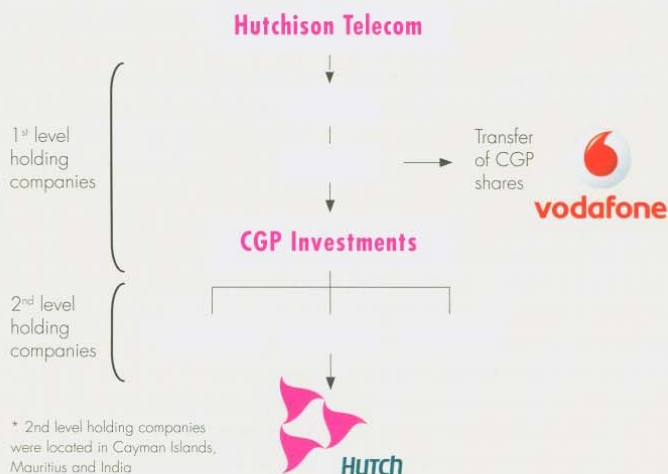 Hutchison Telecom
1st level
holding
companies
Transfer
of CGP
shares
vodafone
CGP Investments
2nd level
holding
companies
* 2nd level holding companies
were located in Cayman Islands,
Mauritius and India
Hutch